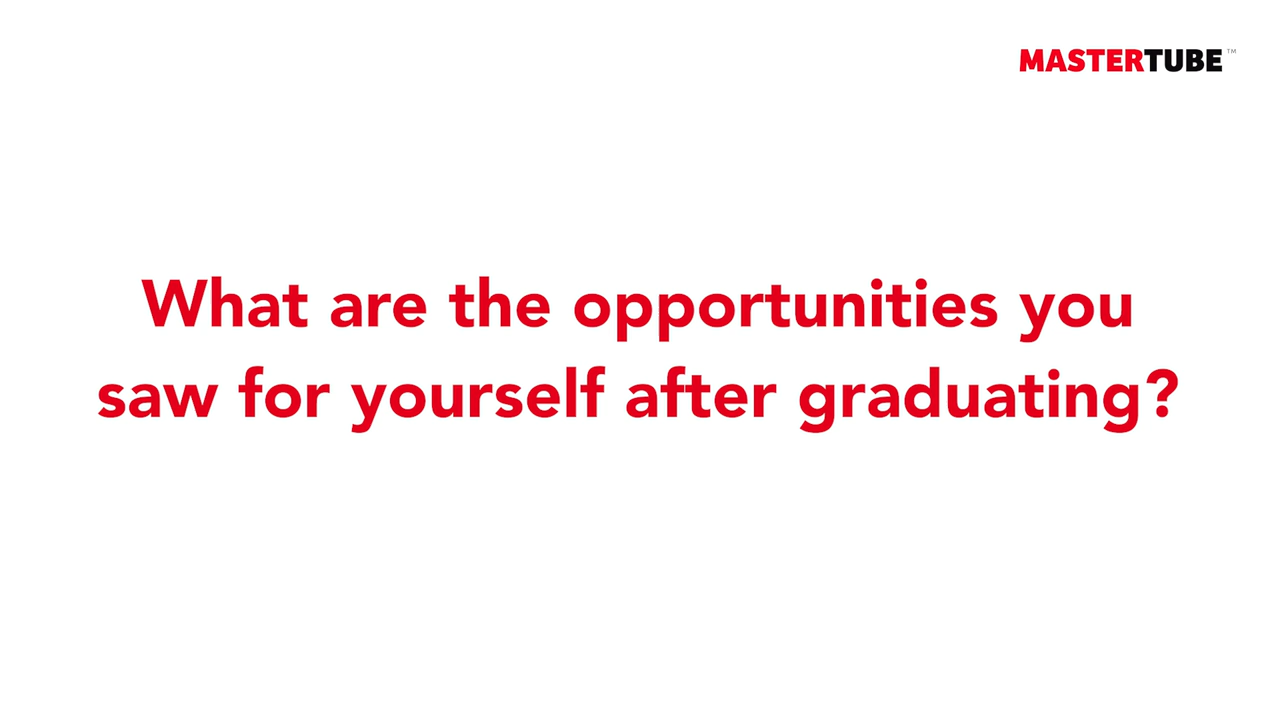 MASTERTUBE™
What are the opportunities you
saw for yourself after graduating?